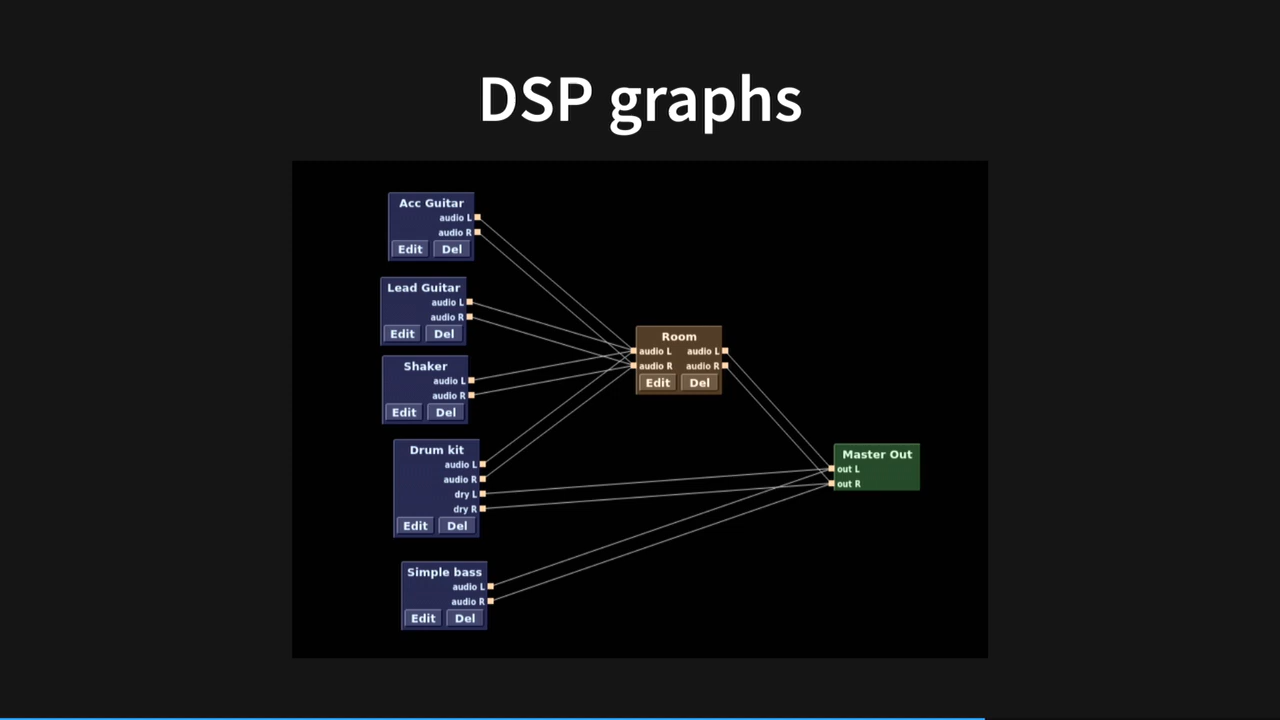 DSP graphs
Acc Guitar
audio L
audio R
Edit Del
Lead Guitar
audio L
audio R
Edit Del
Shaker
audio L
audio R
Edit Del
Drum kit
audio L
audio R
dry L
dry R
Edit Del
Simple bass
audio L
audio R
Edit Del
Room
audio L audio L
audio R audio R
Edit Del
Master Out
out L
out R